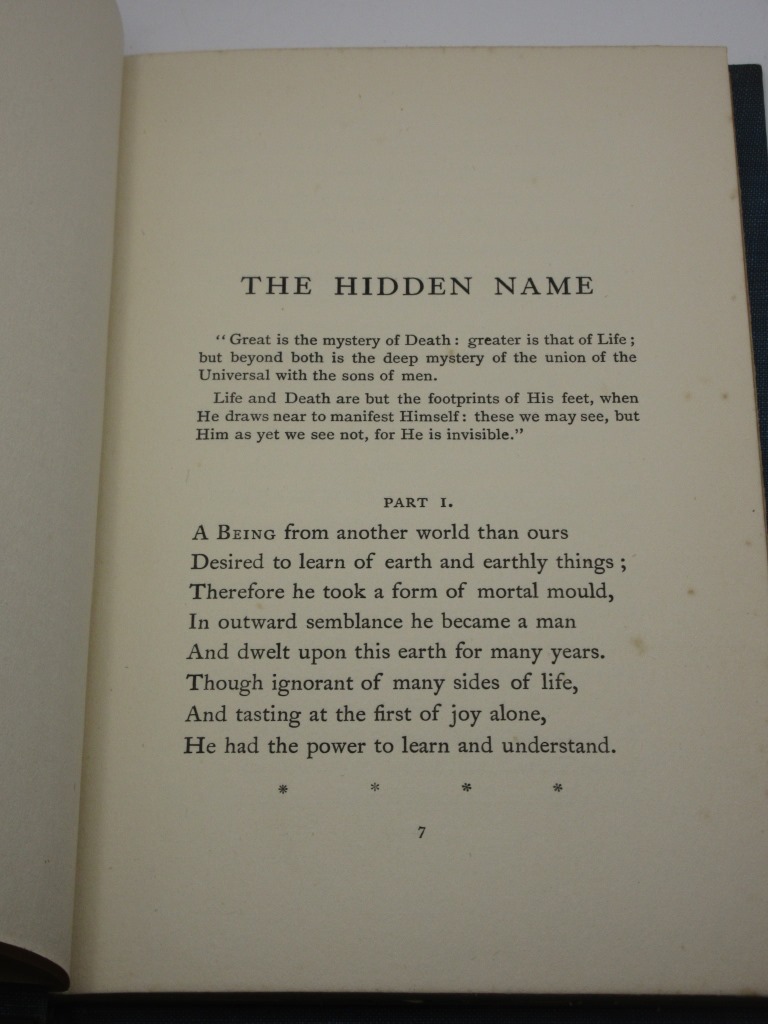 THE HIDDEN NAME
“Great is the mystery of Death : greater is that of Life ;
but beyond both is the deep mystery of the union of the
Universal with the sons of men.
Life and Death are but the footprints of His feet, when
He draws near to manifest Himself : these we may see, but
Him as yet we see not, for He is invisible.”
PART I.
A BEING from another world than ours
Desired to learn of earth and earthly things ;
Therefore he took a form of mortal mould,
In outward semblance he became a man
And dwelt upon this earth for many years.
Though ignorant of many sides of life,
And tasting at the first of joy alone,
He had the power to learn and understand.
* * * *
7